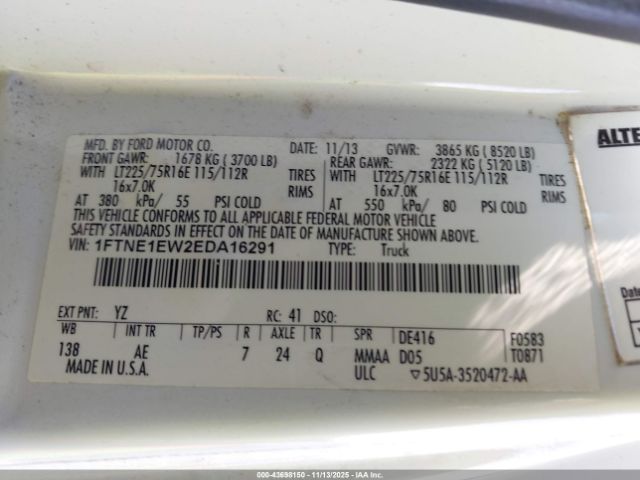 MFD. BY FORD MOTOR CO.
DATE: 11/13 GVWR: 3865 KG ( 8520 LB)
FRONT GAWR: 1678 KG ( 3700 LB) REAR GAWR: 2322 KG ( 5120 LB)
WITH LT225/75R16E 115/112R TIRES WITH LT225/75R16E 115/112R TIRES
16x7.0K RIMS 16x7.0K RIMS
AT 380 kPa/ 55 PSI COLD AT 550 kPa/ 80 PSI COLD
THIS VEHICLE CONFORMS TO ALL APPLICABLE FEDERAL MOTOR VEHICLE
SAFETY STANDARDS IN EFFECT ON THE DATE OF MANUFACTURE SHOWN ABOVE.
VIN: 1FTNE1EW2EDA16291 TYPE: Truck
EXT PNT: YZ RC: 41 DSO:
WB INT TR TP/PS R AXLE TR SPR DE416 F0583
138 AE 7 24 Q MMAA D05 T0871
MADE IN U.S.A. ULC ▽5U5A-3520472-AA
ALTE
000-43698150 - 11/13/2025 - IAA Inc.